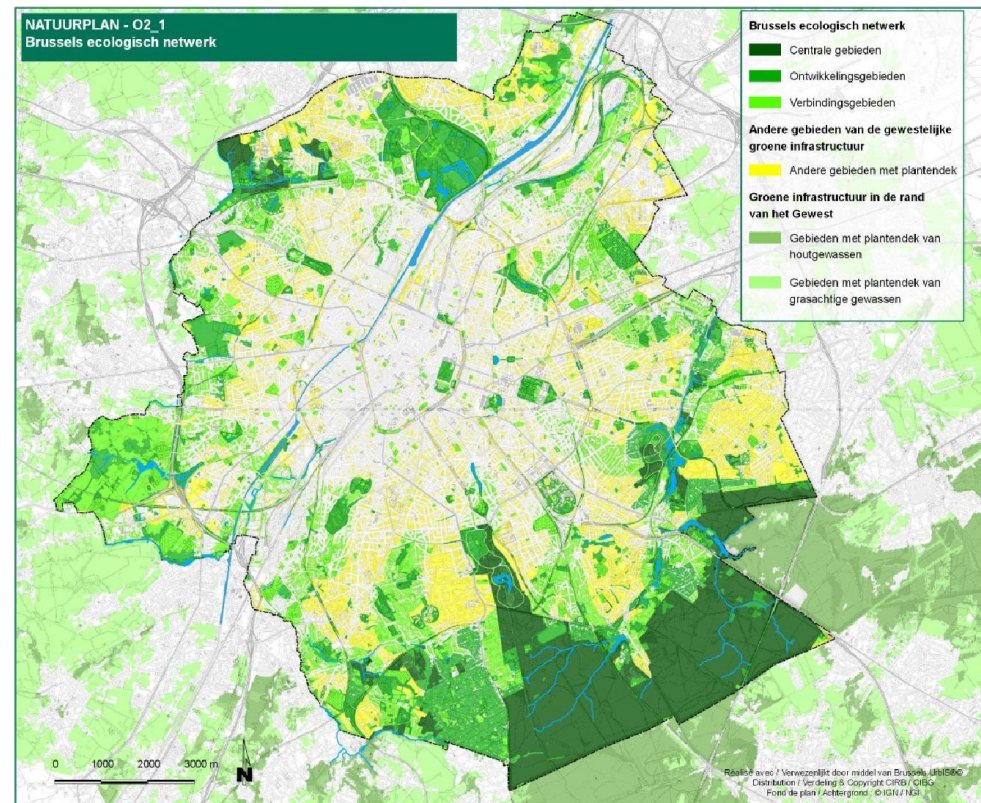 NATUURPLAN - O2_1
Brussels ecologisch netwerk
Brussels ecologisch netwerk
Centrale gebieden
Ontwikkelingsgebieden
Verbindingsgebieden
Andere gebieden van de gewestelijke
groene infrastructuur
Andere gebieden met plantendek
Groene infrastructuur in de rand
van het Gewest
Gebieden met plantendek van
houtgewassen
Gebieden met plantendek van
grasachtige gewassen
0 1000 2000 3000 m
N
Réalisé avec / Verwezenlijkt door middel van Brussels UrbIS®©
Distribution / Verdeling & Copyright CIRB / CIBG
Fond de plan / Achtergrond : © IGN / NGI